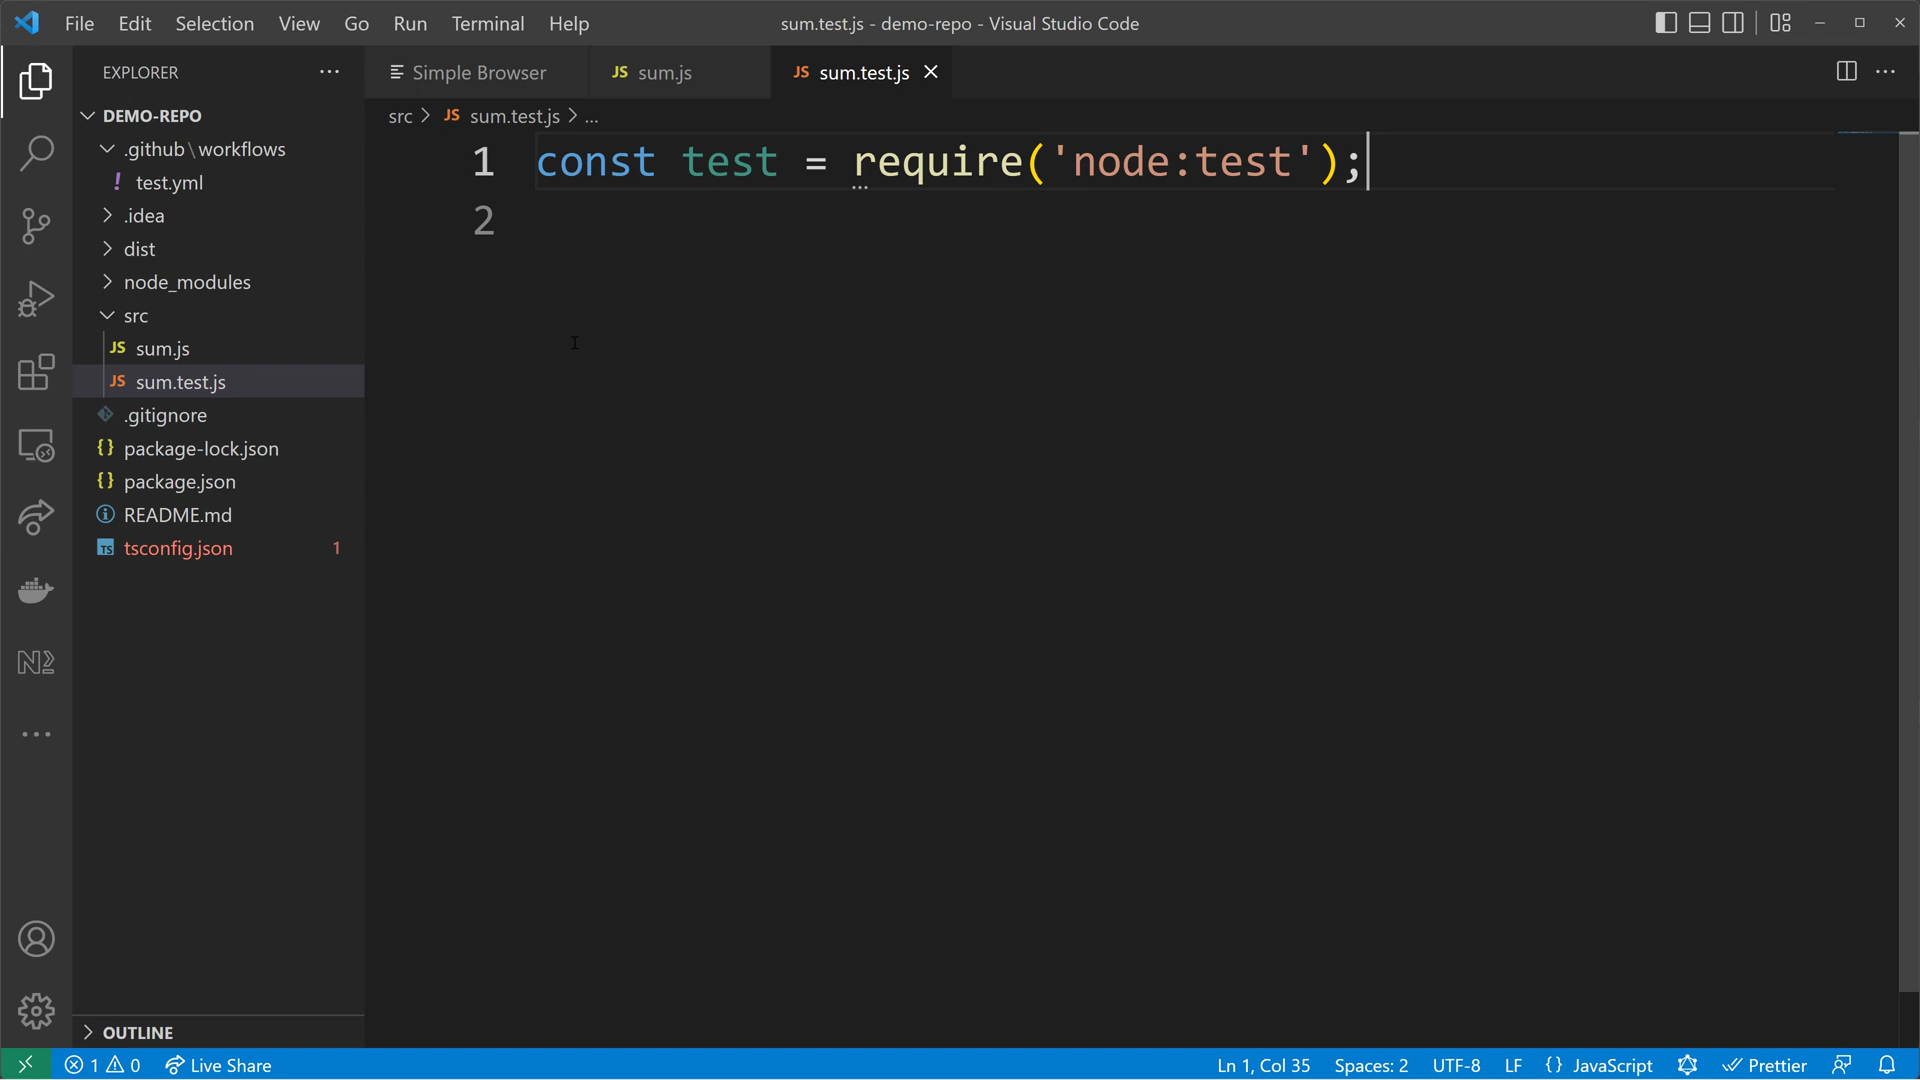 File Edit Selection View Go Run Terminal Help
sum.test.js - demo-repo - Visual Studio Code
EXPLORER
Simple Browser
JS sum.js
JS sum.test.js
DEMO-REPO
src > JS sum.test.js > ...
.github\workflows
! test.yml
.idea
dist
node_modules
src
JS sum.js
JS sum.test.js
.gitignore
{} package-lock.json
{} package.json
README.md
TS tsconfig.json 1
1 const test = require('node:test');
2
OUTLINE
1 0 Live Share
Ln 1, Col 35 Spaces: 2 UTF-8 LF {} JavaScript Prettier